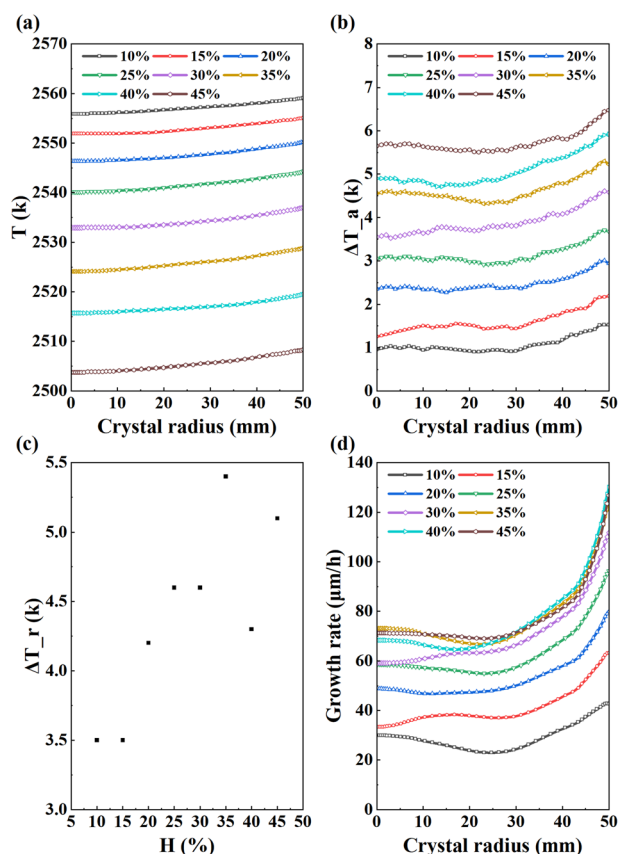 (a)
2570
2560
2550
2540
2530
2520
2510
2500
T (k)
10% 15% 20%
25% 30% 35%
40% 45%
0 10 20 30 40 50
Crystal radius (mm)
(b)
8
7
6
5
4
3
2
1
0
ΔT_a (k)
10% 15% 20%
25% 30% 35%
40% 45%
0 10 20 30 40 50
Crystal radius (mm)
(c)
5.5
5.0
4.5
4.0
3.5
3.0
ΔT_r (k)
5 10 15 20 25 30 35 40 45 50
H (%)
(d)
140
120
100
80
60
40
20
0
Growth rate (μm/h)
10% 15%
20% 25%
30% 35%
40% 45%
0 10 20 30 40 50
Crystal radius (mm)